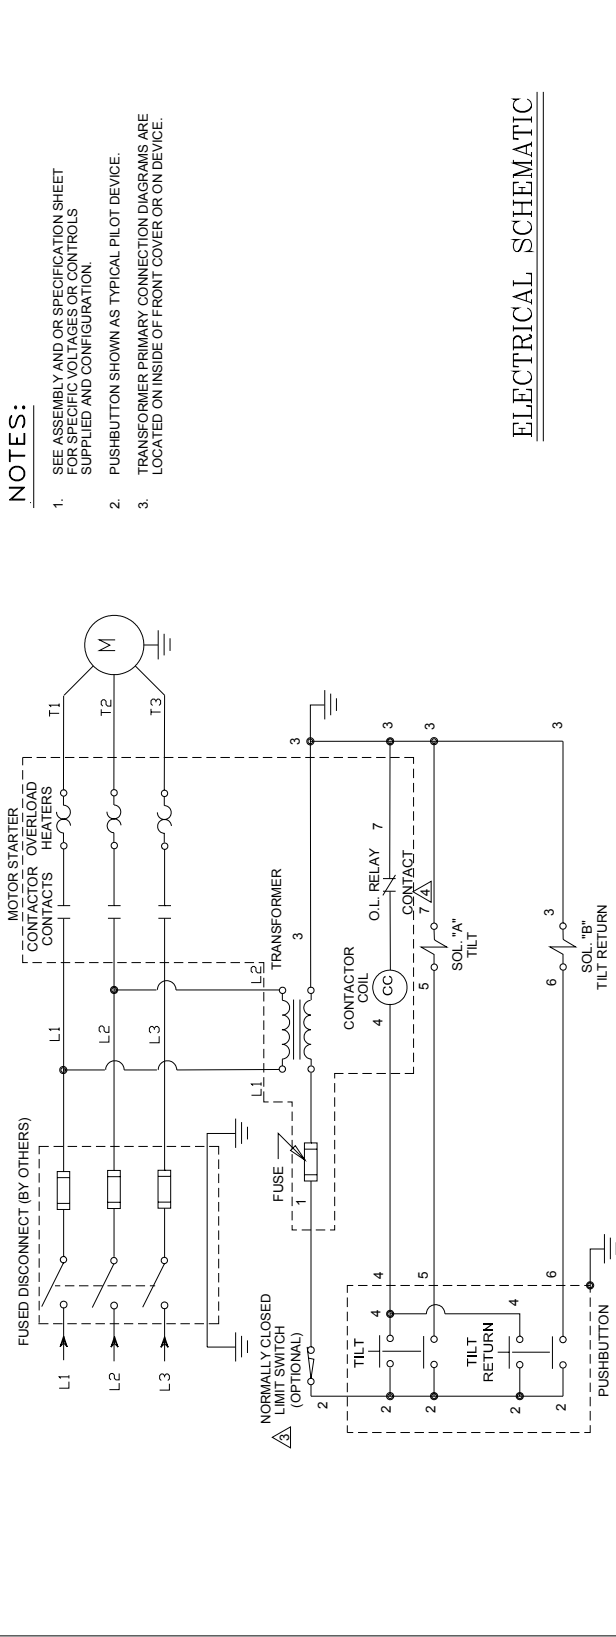 NOTES:
1. SEE ASSEMBLY AND OR SPECIFICATION SHEET
FOR SPECIFIC VOLTAGES OR CONTROLS
SUPPLIED AND CONFIGURATION.
2. PUSHBUTTON SHOWN AS TYPICAL PILOT DEVICE.
3. TRANSFORMER PRIMARY CONNECTION DIAGRAMS ARE
LOCATED ON INSIDE OF FRONT COVER OR ON DEVICE.
ELECTRICAL SCHEMATIC
FUSED DISCONNECT (BY OTHERS)
L1
L2
L3
L1
L2
L3
MOTOR STARTER
CONTACTOR OVERLOAD
CONTACTS HEATERS
T1
T2
T3
M
L1
L2
TRANSFORMER
FUSE
1
3
3
3 NORMALLY CLOSED
LIMIT SWITCH
(OPTIONAL)
2
CONTACTOR
COIL
4
CC
O.L. RELAY
7
CONTACT
4
3
TILT
2
4
4
2
5
5
7
SOL. "A"
TILT
3
TILT
RETURN
2
4
2
6
6
3
SOL. "B"
TILT RETURN
3
PUSHBUTTON